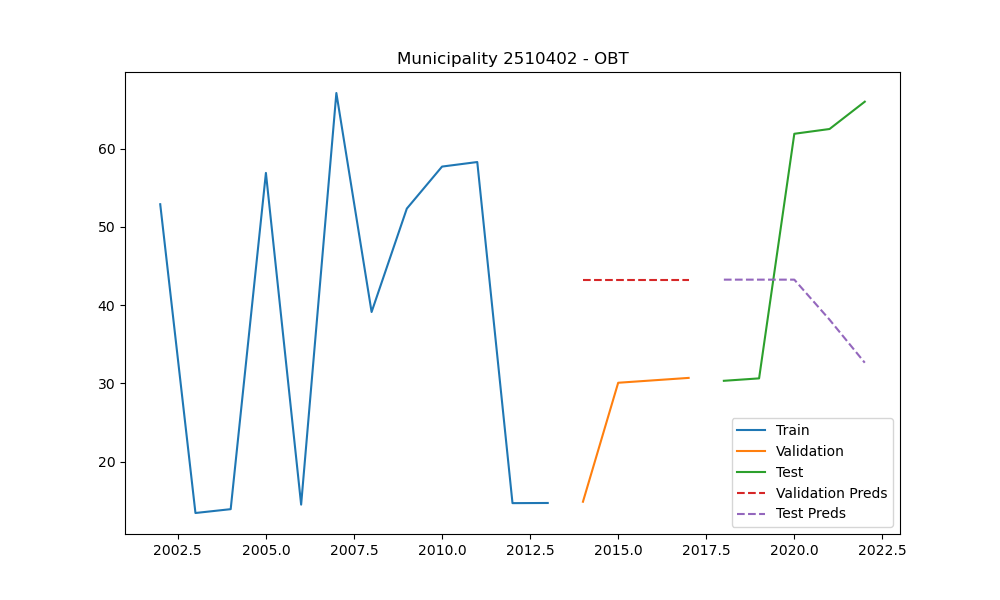 Municipality 2510402 - OBT
60
50
40
30
20
2002.5 2005.0 2007.5 2010.0 2012.5 2015.0 2017.5 2020.0 2022.5
Train
Validation
Test
Validation Preds
Test Preds